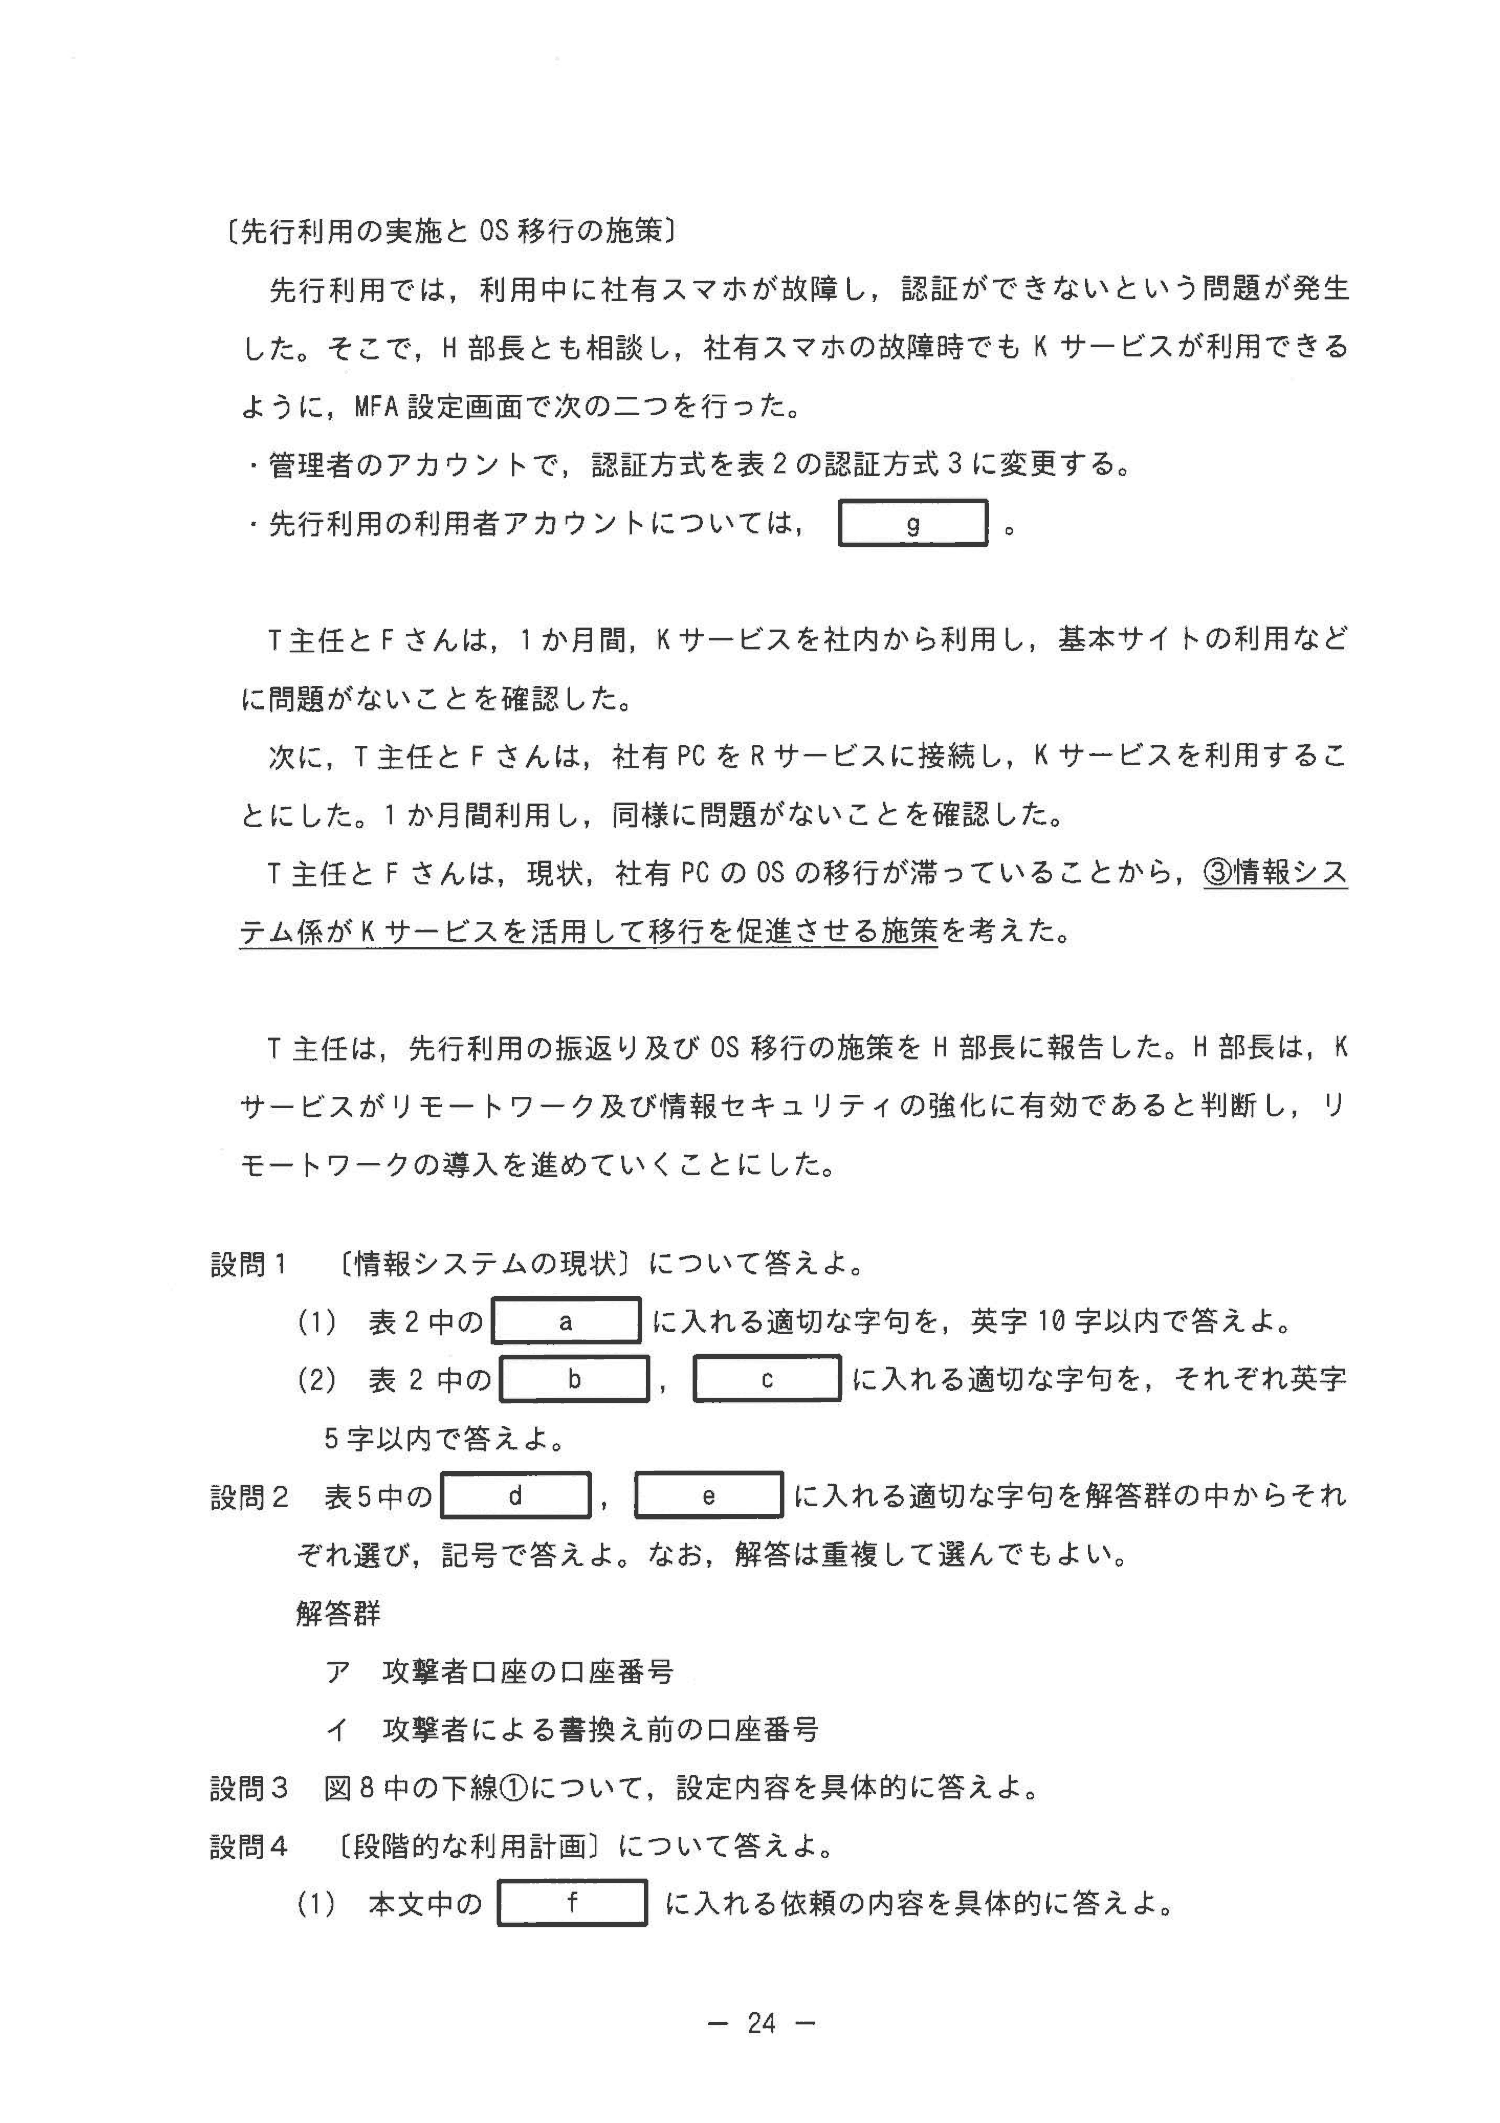 〔先行利用の実施と OS 移行の施策〕
先行利用では，利用中に社有スマホが故障し，認証ができないという問題が発生
した。そこで，H 部長とも相談し，社有スマホの故障時でも K サービスが利用できる
ように，MFA 設定画面で次の二つを行った。
・管理者のアカウントで，認証方式を表 2 の認証方式 3 に変更する。
・先行利用の利用者アカウントについては， g 。
T 主任と F さんは，1 か月間，K サービスを社内から利用し，基本サイトの利用など
に問題がないことを確認した。
次に，T 主任と F さんは，社有 PC を R サービスに接続し，K サービスを利用するこ
とにした。1 か月間利用し，同様に問題がないことを確認した。
T 主任と F さんは，現状，社有 PC の OS の移行が滞っていることから，③情報シス
テム係が K サービスを活用して移行を促進させる施策を考えた。
T 主任は，先行利用の振返り及び OS 移行の施策を H 部長に報告した。H 部長は，K
サービスがリモートワーク及び情報セキュリティの強化に有効であると判断し，リ
モートワークの導入を進めていくことにした。
設問 1 〔情報システムの現状〕について答えよ。
(1) 表 2 中の a に入れる適切な字句を，英字 10 字以内で答えよ。
(2) 表 2 中の b ， c に入れる適切な字句を，それぞれ英字
5 字以内で答えよ。
設問 2 表 5 中の d ， e に入れる適切な字句を解答群の中からそれ
ぞれ選び，記号で答えよ。なお，解答は重複して選んでもよい。
解答群
ア 攻撃者口座の口座番号
イ 攻撃者による書換え前の口座番号
設問 3 図 8 中の下線①について，設定内容を具体的に答えよ。
設問 4 〔段階的な利用計画〕について答えよ。
(1) 本文中の f に入れる依頼の内容を具体的に答えよ。
－ 24 －